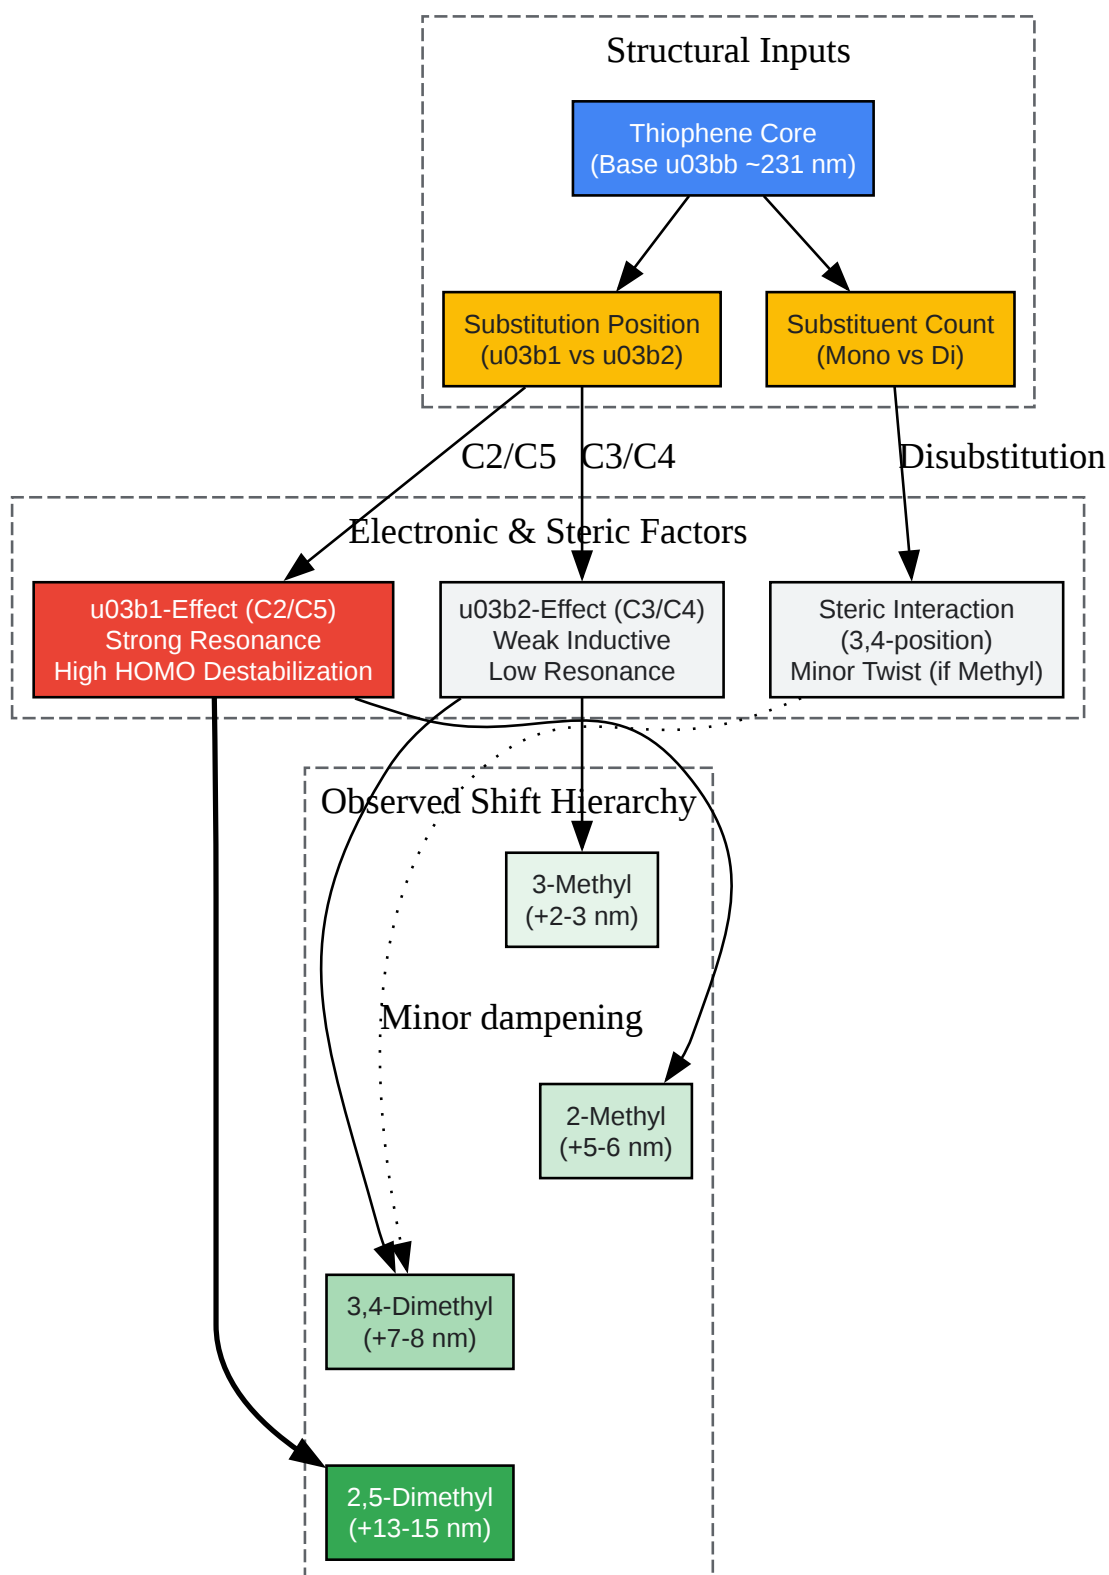 Structural Inputs
Thiophene Core
(Base u03bb ~231 nm)
Substitution Position
(u03b1 vs u03b2)
Substituent Count
(Mono vs Di)
C2/C5
C3/C4
Disubstitution
Electronic & Steric Factors
u03b1-Effect (C2/C5)
Strong Resonance
High HOMO Destabilization
u03b2-Effect (C3/C4)
Weak Inductive
Low Resonance
Steric Interaction
(3,4-position)
Minor Twist (if Methyl)
Observed Shift Hierarchy
3-Methyl
(+2-3 nm)
Minor dampening
2-Methyl
(+5-6 nm)
3,4-Dimethyl
(+7-8 nm)
2,5-Dimethyl
(+13-15 nm)